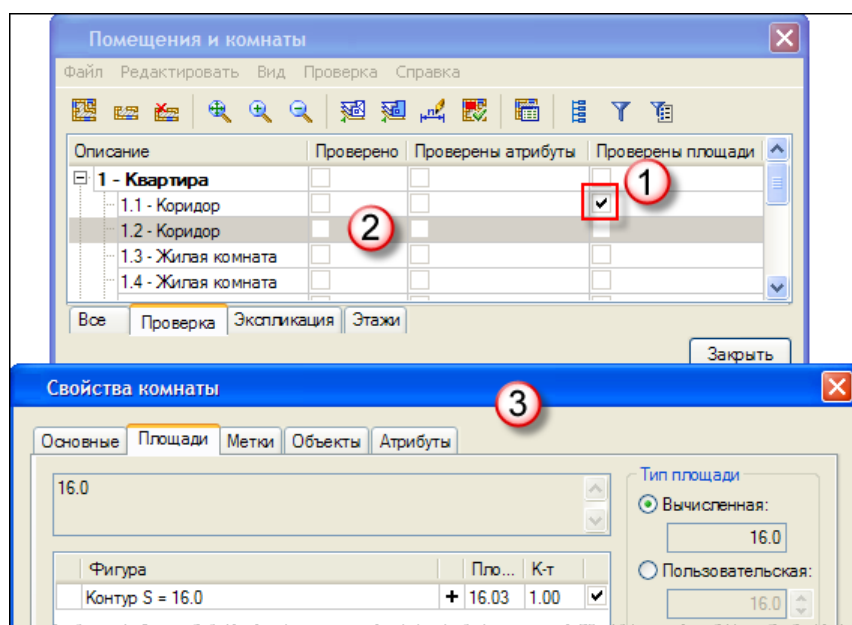 Помещения и комнаты
Файл Редактировать Вид Проверка Справка
Описание Проверено Проверены атрибуты Проверены площади
1 - Квартира
1
1.1 - Коридор
1.2 - Коридор
2
1.3 - Жилая комната
1.4 - Жилая комната
Все Проверка Экспликация Этажи
Закрыть
Свойства комнаты
3
Основные Площади Метки Объекты Атрибуты
16.0
Тип площади
Вычисленная:
16.0
Фигура Пло... К-т
Пользовательская:
Контур S = 16.0 + 16.03 1.00
16.0